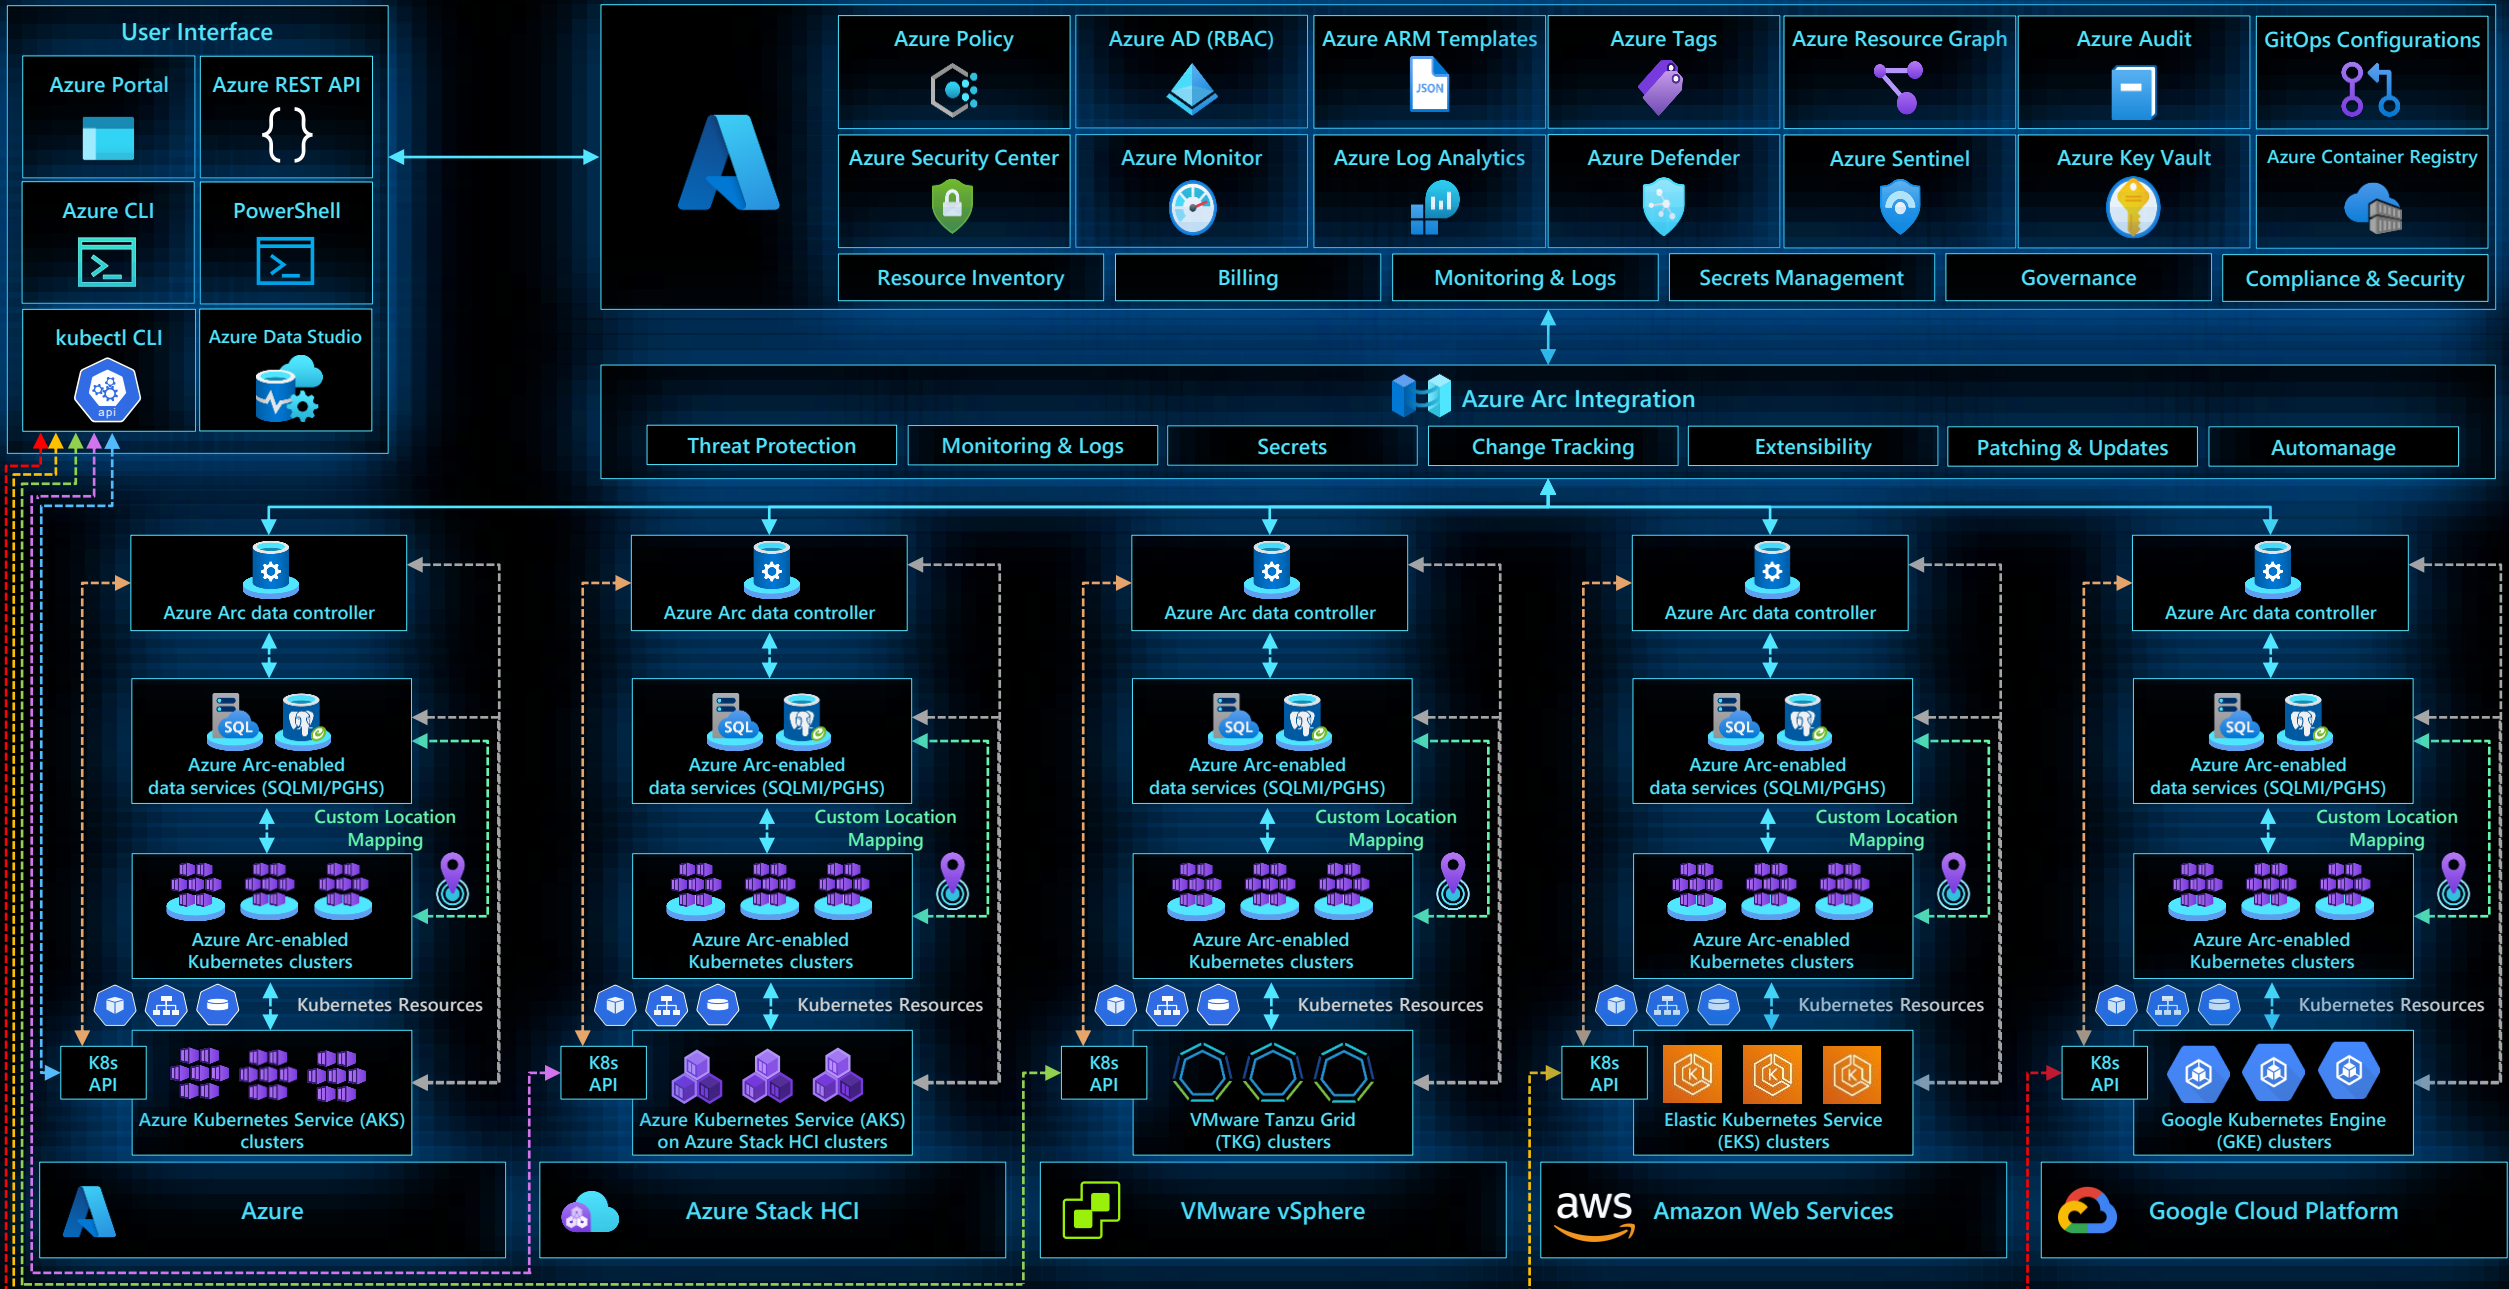 User Interface
Azure Portal
Azure REST API
Azure CLI
PowerShell
kubectl CLI
api
Azure Data Studio
Azure Policy
Azure AD (RBAC)
Azure ARM Templates
JSON
Azure Tags
Azure Resource Graph
Azure Audit
GitOps Configurations
Azure Security Center
Azure Monitor
Azure Log Analytics
Azure Defender
Azure Sentinel
Azure Key Vault
Azure Container Registry
Resource Inventory
Billing
Monitoring & Logs
Secrets Management
Governance
Compliance & Security
Azure Arc Integration
Threat Protection
Monitoring & Logs
Secrets
Change Tracking
Extensibility
Patching & Updates
Automanage
Azure Arc data controller
SQL
Azure Arc-enabled
data services (SQLMI/PGHS)
Custom Location
Mapping
Azure Arc-enabled
Kubernetes clusters
Kubernetes Resources
K8s
API
Azure Kubernetes Service (AKS)
clusters
Azure
Azure Arc data controller
SQL
Azure Arc-enabled
data services (SQLMI/PGHS)
Custom Location
Mapping
Azure Arc-enabled
Kubernetes clusters
Kubernetes Resources
K8s
API
Azure Kubernetes Service (AKS)
on Azure Stack HCI clusters
Azure Stack HCI
Azure Arc data controller
SQL
Azure Arc-enabled
data services (SQLMI/PGHS)
Custom Location
Mapping
Azure Arc-enabled
Kubernetes clusters
Kubernetes Resources
K8s
API
VMware Tanzu Grid
(TKG) clusters
VMware vSphere
Azure Arc data controller
SQL
Azure Arc-enabled
data services (SQLMI/PGHS)
Custom Location
Mapping
Azure Arc-enabled
Kubernetes clusters
Kubernetes Resources
K8s
API
K
K
K
Elastic Kubernetes Service
(EKS) clusters
aws
Amazon Web Services
Azure Arc data controller
SQL
Azure Arc-enabled
data services (SQLMI/PGHS)
Custom Location
Mapping
Azure Arc-enabled
Kubernetes clusters
Kubernetes Resources
K8s
API
Google Kubernetes Engine
(GKE) clusters
Google Cloud Platform